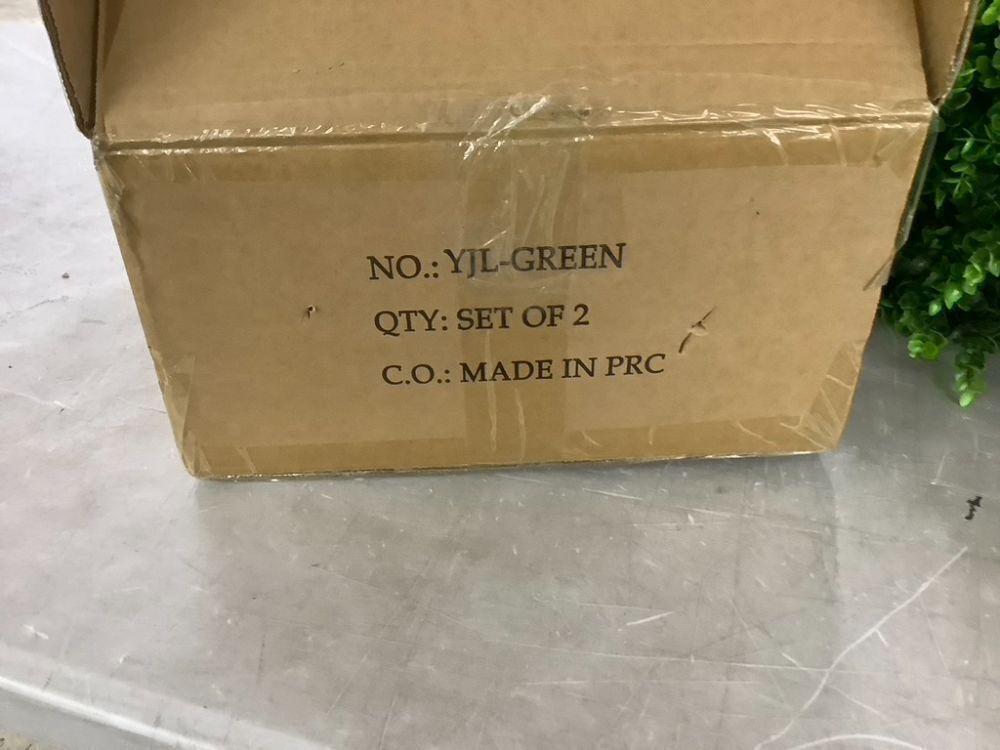 NO.: YJL-GREEN
QTY: SET OF 2
C.O.: MADE IN PRC